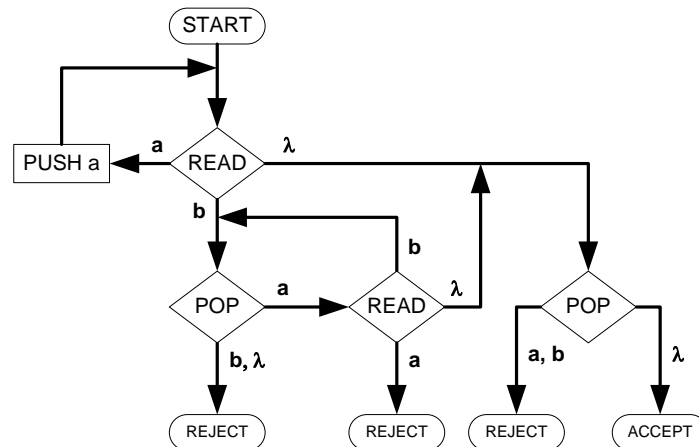 START
a
READ
λ
PUSH a
b
b
POP
a
READ
λ
POP
a, b
λ
b, λ
a
REJECT
REJECT
REJECT
ACCEPT